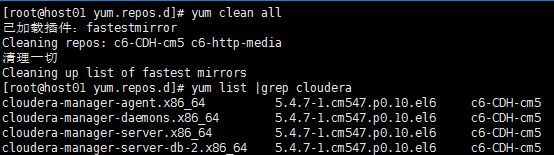 [root@host01 yum.repos.d]# yum clean all
已加载插件：fastestmirror
Cleaning repos: c6-CDH-cm5 c6-http-media
清理一切
Cleaning up list of fastest mirrors
[root@host01 yum.repos.d]# yum list |grep cloudera
cloudera-manager-agent.x86_64 5.4.7-1.cm547.p0.10.el6 c6-CDH-cm5
cloudera-manager-daemons.x86_64 5.4.7-1.cm547.p0.10.el6 c6-CDH-cm5
cloudera-manager-server.x86_64 5.4.7-1.cm547.p0.10.el6 c6-CDH-cm5
cloudera-manager-server-db-2.x86_64 5.4.7-1.cm547.p0.10.el6 c6-CDH-cm5